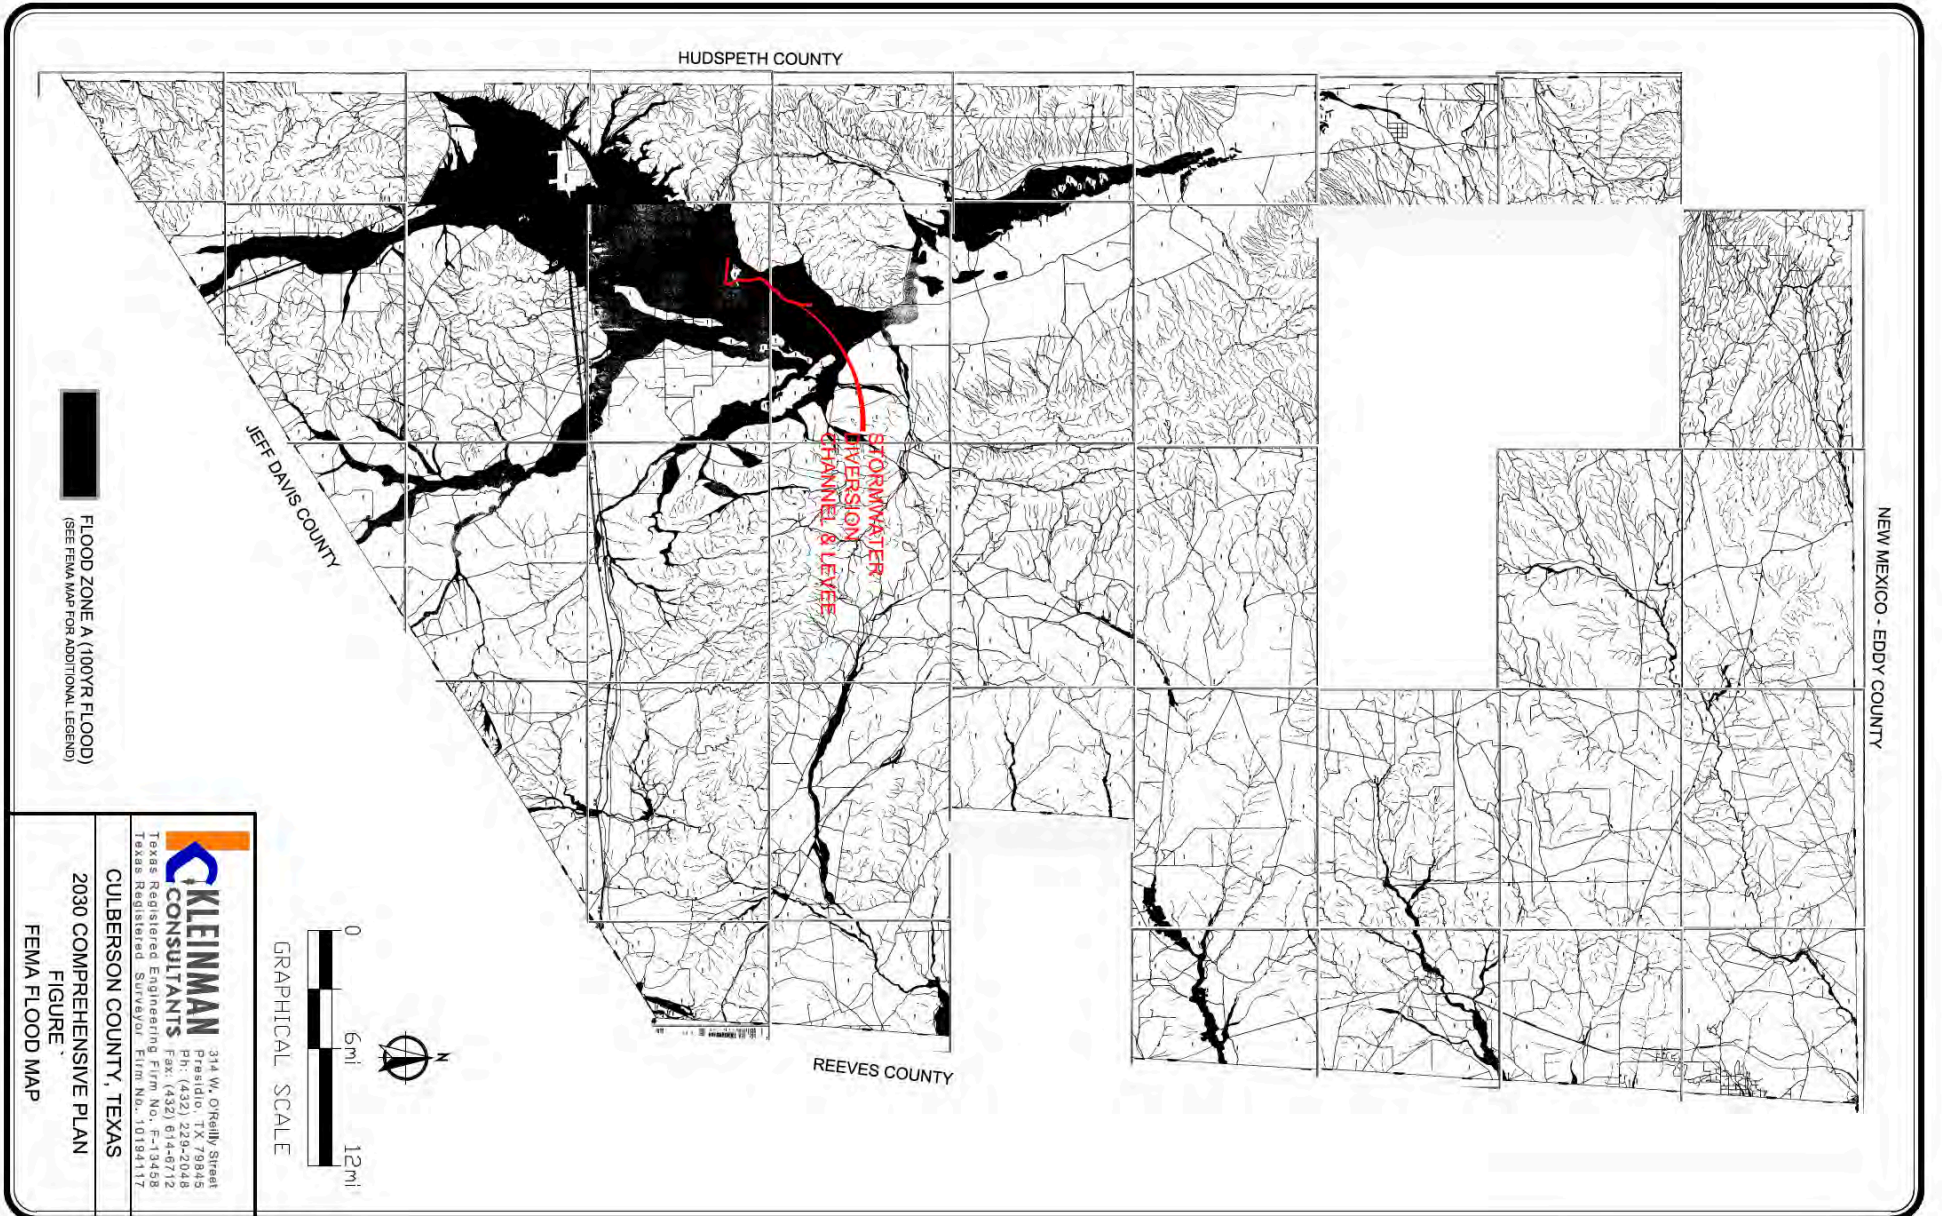 HUDSPETH COUNTY
NEW MEXICO - EDDY COUNTY
STORMWATER
DIVERSION
CHANNEL & LEVEE
JEFF DAVIS COUNTY
REEVES COUNTY
FLOOD ZONE A (100YR FLOOD)
(SEE FEMA MAP FOR ADDITIONAL LEGEND)
N
0 6mi 12mi
GRAPHICAL SCALE
KLEINMAN
CONSULTANTS
314 W. O'Reilly Street
Presidio, TX 79845
Ph: (432) 229-2048
Fax: (432) 614-6712
Texas Registered Engineering Firm No. F-13458
Texas Registered Surveyor Firm No. 10194117
CULBERSON COUNTY, TEXAS
2030 COMPREHENSIVE PLAN
FIGURE `
FEMA FLOOD MAP